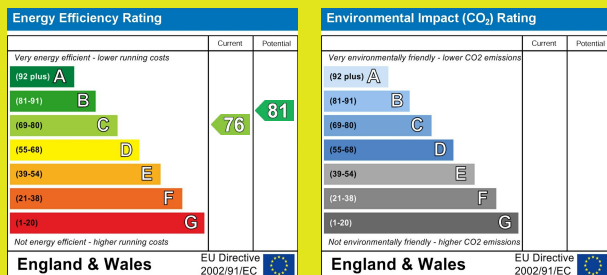 Energy Efficiency Rating
Current Potential
Very energy efficient - lower running costs
(92 plus) A
(81-91) B
81
(69-80) C
76
(55-68) D
(39-54) E
(21-38) F
(1-20) G
Not energy efficient - higher running costs
England & Wales
EU Directive
2002/91/EC
Environmental Impact (CO2) Rating
Current Potential
Very environmentally friendly - lower CO2 emissions
(92 plus) A
(81-91) B
(69-80) C
(55-68) D
(39-54) E
(21-38) F
(1-20) G
Not environmentally friendly - higher CO2 emissions
England & Wales
EU Directive
2002/91/EC